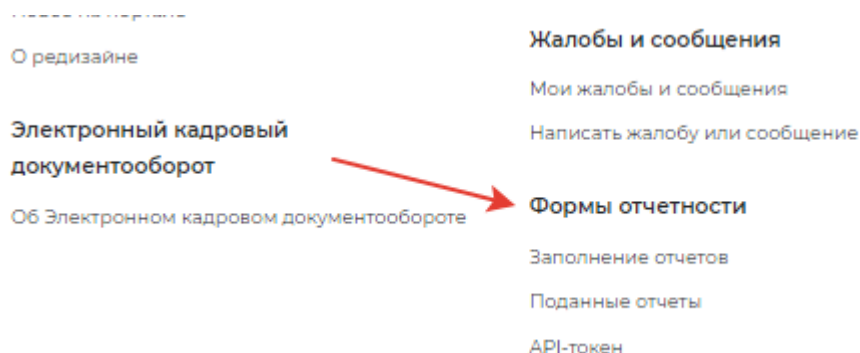 О редизайне
Электронный кадровый
документооборот
Об Электронном кадровом документообороте
Жалобы и сообщения
Мои жалобы и сообщения
Написать жалобу или сообщение
Формы отчетности
Заполнение отчетов
Поданные отчеты
API-токен